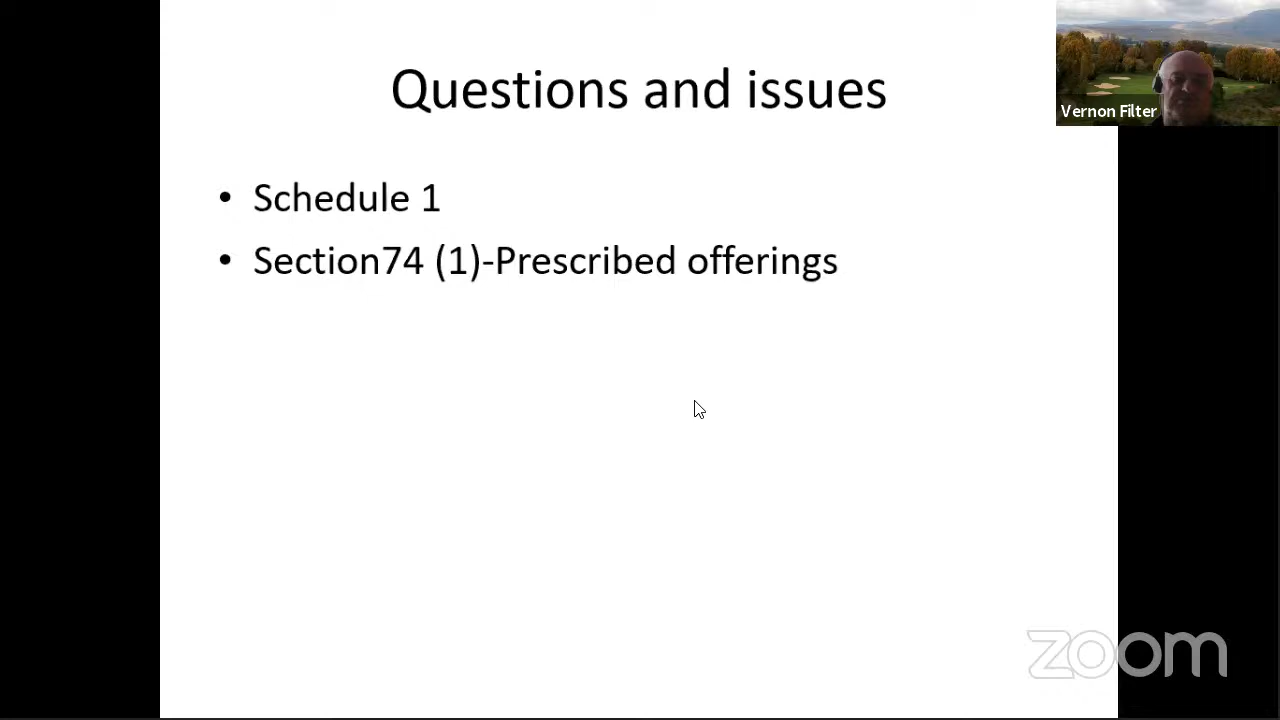 Questions and issues
Vernon Filter
• Schedule 1
• Section74 (1)-Prescribed offerings
zoom